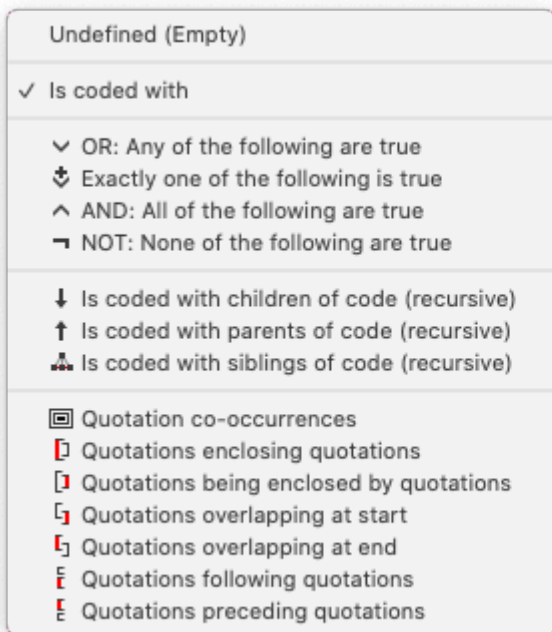 Undefined (Empty)
✓ Is coded with
OR: Any of the following are true
Exactly one of the following is true
AND: All of the following are true
NOT: None of the following are true
Is coded with children of code (recursive)
Is coded with parents of code (recursive)
Is coded with siblings of code (recursive)
Quotation co-occurrences
Quotations enclosing quotations
Quotations being enclosed by quotations
Quotations overlapping at start
Quotations overlapping at end
Quotations following quotations
Quotations preceding quotations